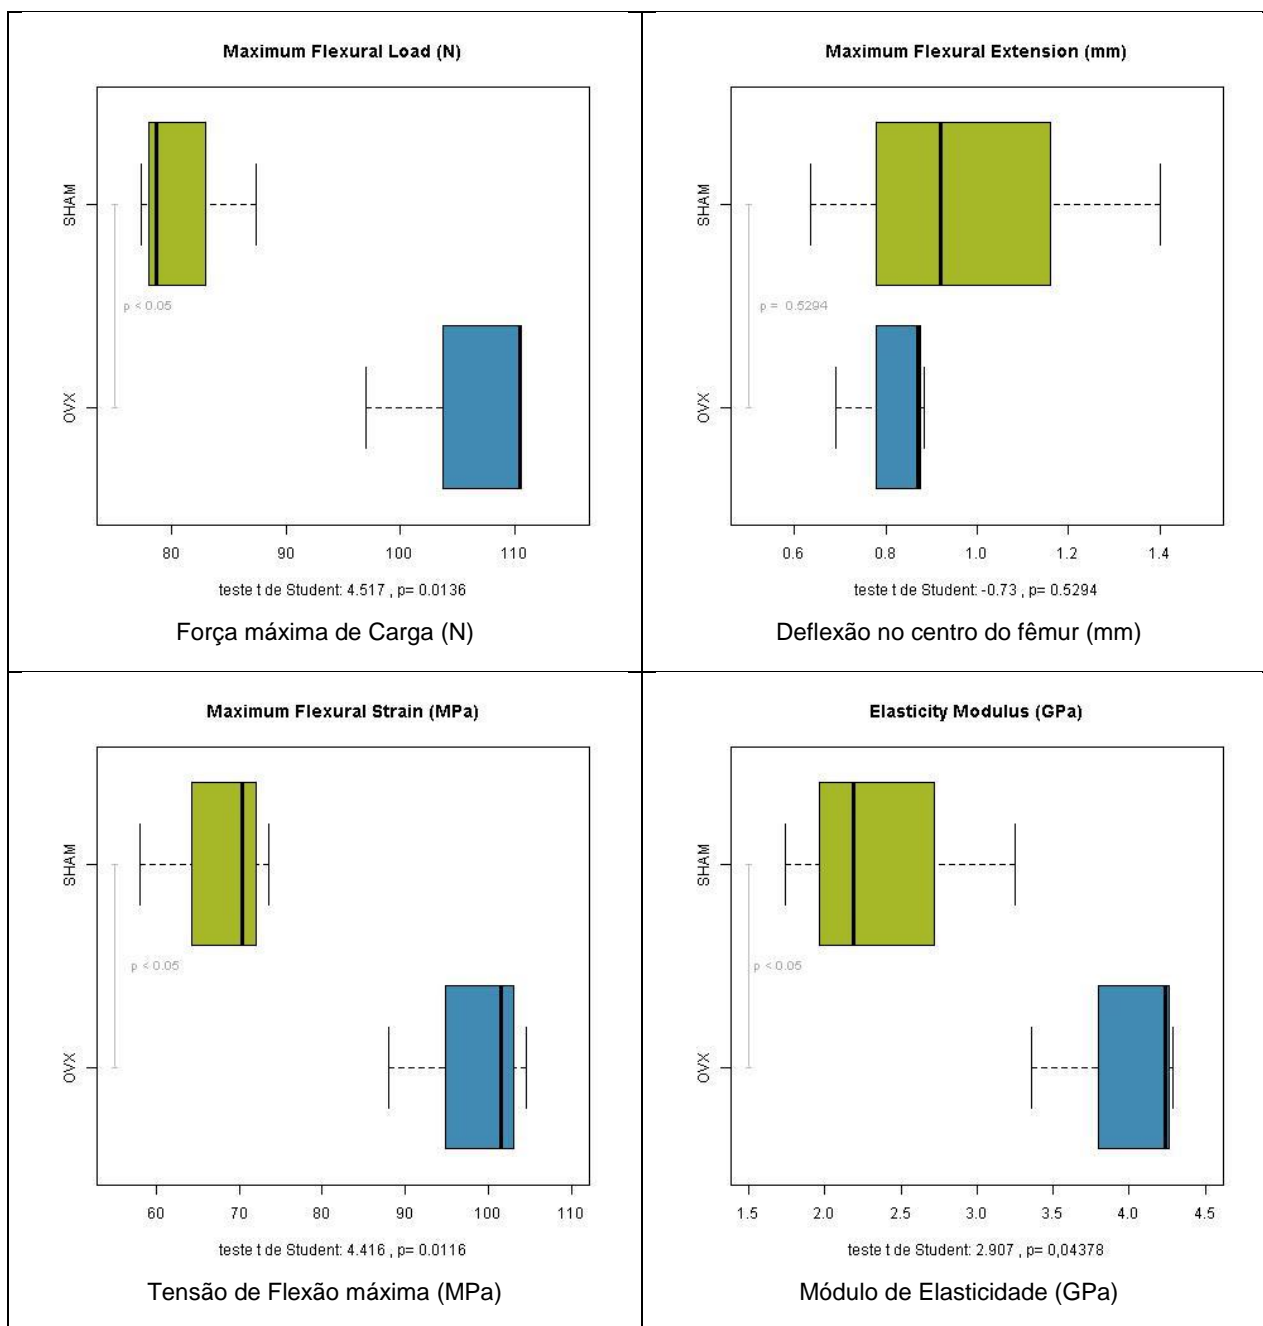 Maximum Flexural Load (N)
SHAM
p < 0.05
OVX
80 90 100 110
teste t de Student: 4.517 , p= 0.0136
Força máxima de Carga (N)
Maximum Flexural Extension (mm)
SHAM
p = 0.5294
OVX
0.6 0.8 1.0 1.2 1.4
teste t de Student: -0.73 , p= 0.5294
Deflexão no centro do fêmur (mm)
Maximum Flexural Strain (MPa)
SHAM
p < 0.05
OVX
60 70 80 90 100 110
teste t de Student: 4.416 , p= 0.0116
Tensão de Flexão máxima (MPa)
Elasticity Modulus (GPa)
SHAM
p < 0.05
OVX
1.5 2.0 2.5 3.0 3.5 4.0 4.5
teste t de Student: 2.907 , p= 0,04378
Módulo de Elasticidade (GPa)